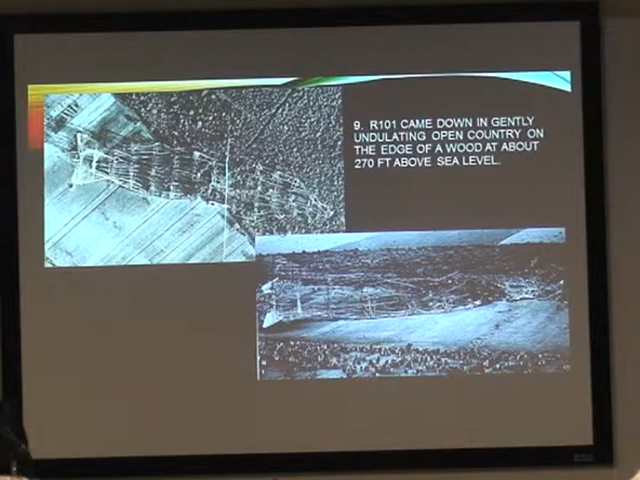 9. R101 CAME DOWN IN GENTLY
UNDULATING OPEN COUNTRY ON
THE EDGE OF A WOOD AT ABOUT
270 FT ABOVE SEA LEVEL.